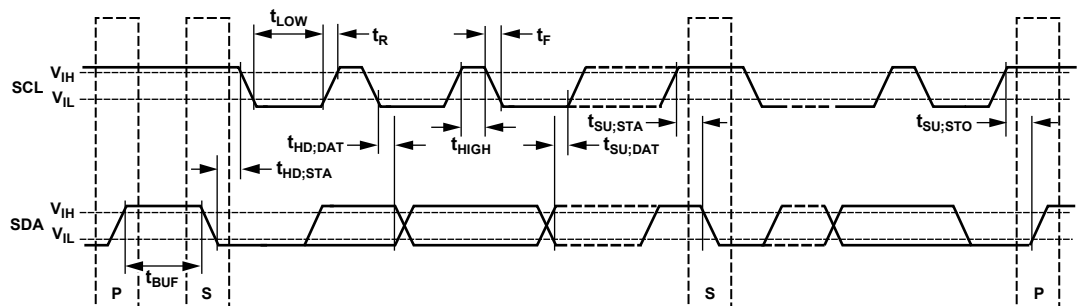 tLOW
tR
tF
VIH
SCL
VIL
tHD;DAT
tHIGH
tSU;DAT
tSU;STA
tSU;STO
tHD;STA
VIH
SDA
VIL
tBUF
P
S
S
P